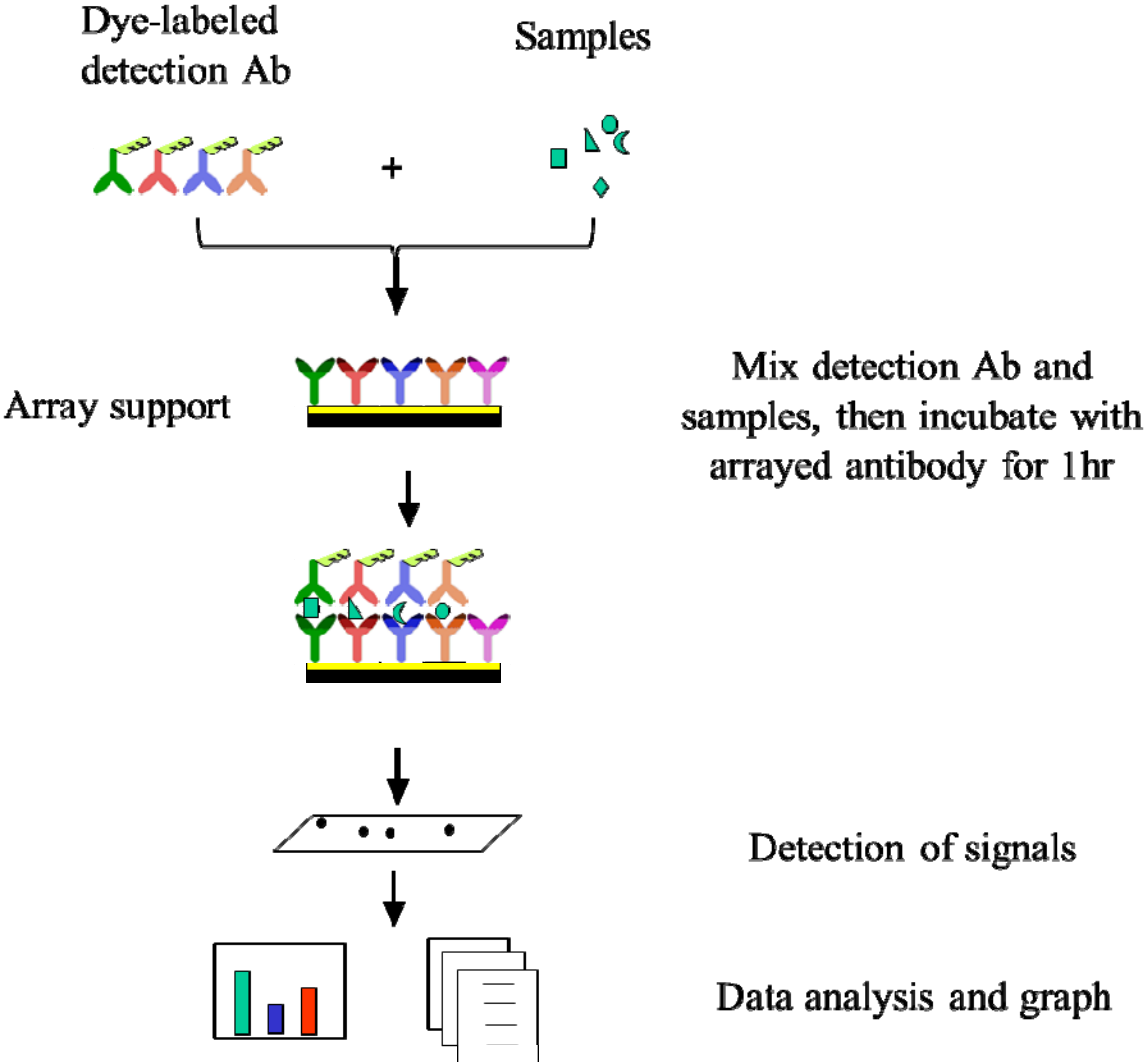 Dye-labeled
detection Ab
Samples
+
Array support
Mix detection Ab and
samples, then incubate with
arrayed antibody for 1hr
Detection of signals
Data analysis and graph